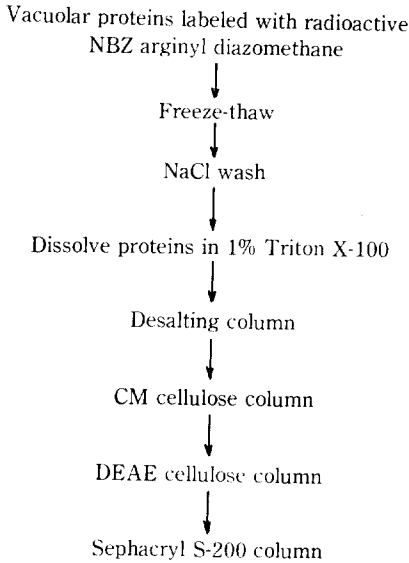 Vacuolar proteins labeled with radioactive
NBZ arginyl diazomethane
Freeze-thaw
NaCl wash
Dissolve proteins in 1% Triton X-100
Desalting column
CM cellulose column
DEAE cellulose column
Sephacryl S-200 column